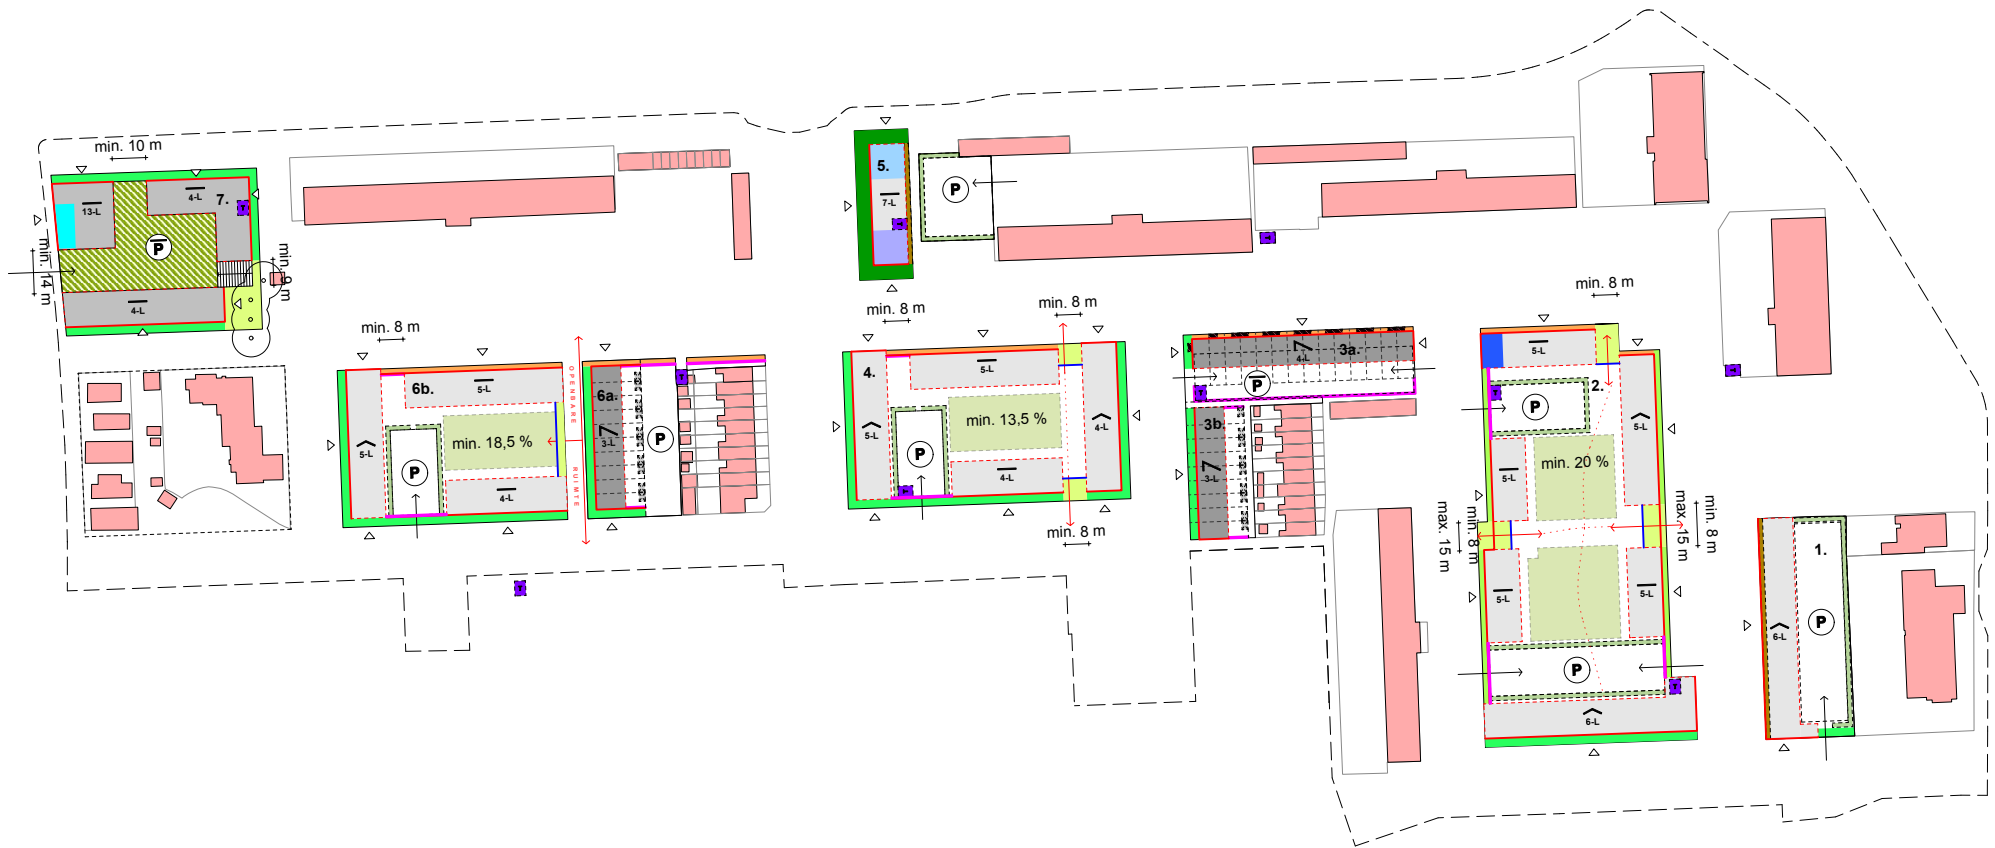 min. 10 m
13-L
4-L
7.
P
min. 14 m
min. 9 m
4-L
min. 8 m
6b.
5-L
5-L
min. 18,5 %
P
4-L
OPENBARE
RUIMTE
6a.
3-L
P
5.
7-L
P
min. 8 m
min. 8 m
4.
5-L
5-L
min. 13,5 %
4-L
P
4-L
min. 8 m
3a.
4-L
P
3b.
3-L
min. 8 m
5-L
2.
P
5-L
5-L
min. 20 %
max. 15 m
min. 8 m
max. 15 m
min. 8 m
5-L
5-L
P
6-L
1.
P
6-L